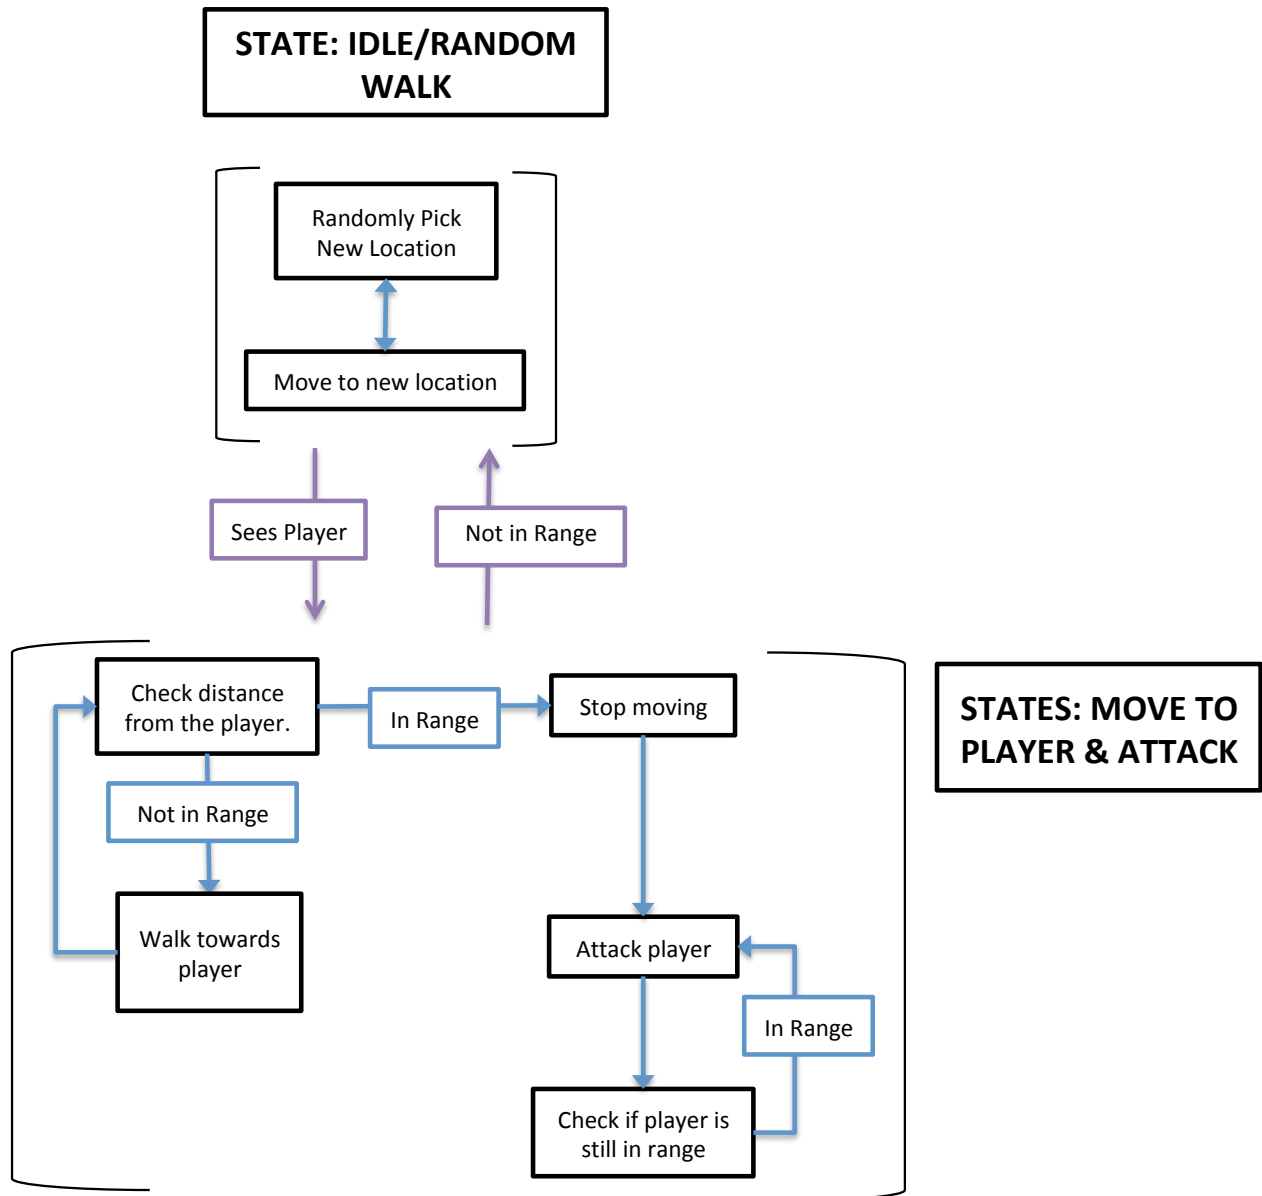 STATE: IDLE/RANDOM
WALK
Randomly Pick
New Location
Move to new location
Sees Player
Not in Range
Check distance
from the player.
In Range
Stop moving
STATES: MOVE TO
PLAYER & ATTACK
Not in Range
Walk towards
player
Attack player
In Range
Check if player is
still in range